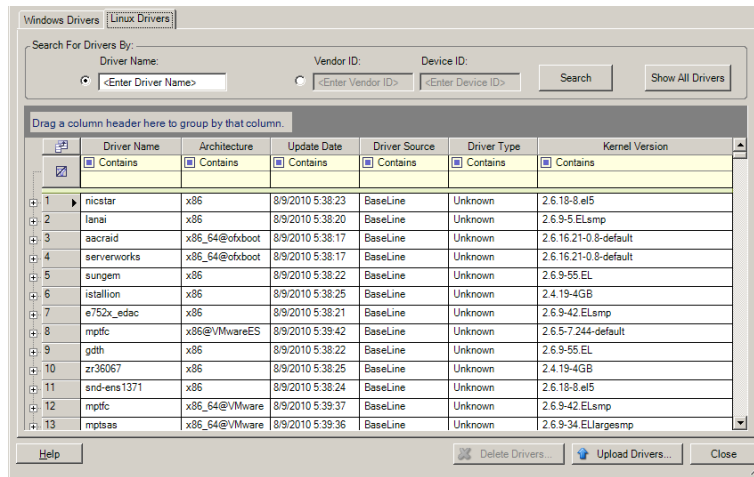 Windows Drivers Linux Drivers
Search For Drivers By:
Driver Name: Vendor ID: Device ID:
<Enter Driver Name> <Enter Vendor ID> <Enter Device ID> Search Show All Drivers
Drag a column header here to group by that column.
Driver Name Architecture Update Date Driver Source Driver Type Kernel Version
Contains Contains Contains Contains Contains Contains
1 nicstar x86 8/9/2010 5:38:23 BaseLine Unknown 2.6.18-8.el5
2 lanai x86 8/9/2010 5:38:20 BaseLine Unknown 2.6.9-5.ELsmp
3 aacraid x86_64@ofxboot 8/9/2010 5:38:17 BaseLine Unknown 2.6.16.21-0.8-default
4 serverworks x86_64@ofxboot 8/9/2010 5:38:17 BaseLine Unknown 2.6.16.21-0.8-default
5 sungem x86 8/9/2010 5:38:22 BaseLine Unknown 2.6.9-55.EL
6 istallion x86 8/9/2010 5:38:25 BaseLine Unknown 2.4.19-4GB
7 e752x_edac x86 8/9/2010 5:38:21 BaseLine Unknown 2.6.9-42.ELsmp
8 mptfc x86@VMwareES 8/9/2010 5:39:42 BaseLine Unknown 2.6.5-7.244-default
9 gdth x86 8/9/2010 5:38:22 BaseLine Unknown 2.6.9-55.EL
10 zr36067 x86 8/9/2010 5:38:25 BaseLine Unknown 2.4.19-4GB
11 snd-ens1371 x86 8/9/2010 5:38:24 BaseLine Unknown 2.6.18-8.el5
12 mptfc x86_64@VMware 8/9/2010 5:39:37 BaseLine Unknown 2.6.9-42.ELsmp
13 mptsas x86_64@VMware 8/9/2010 5:39:36 BaseLine Unknown 2.6.9-34.ELlargesmp
Help Delete Drivers... Upload Drivers... Close